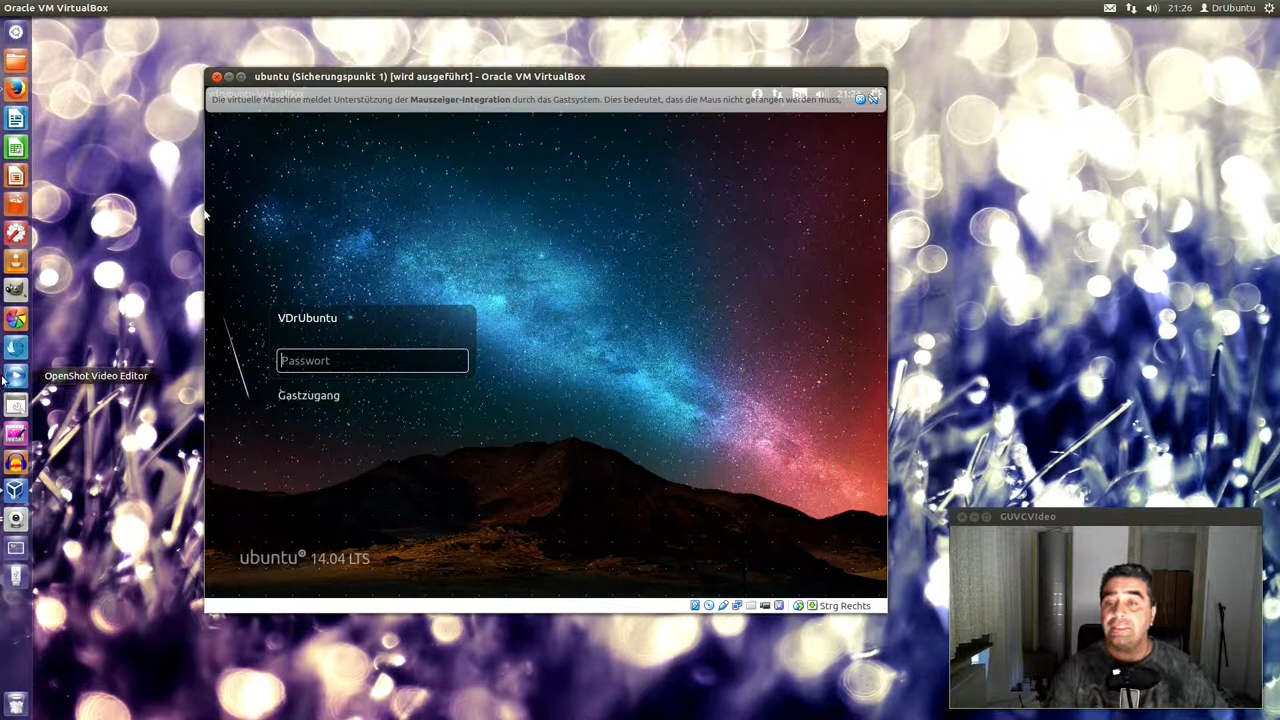 Oracle VM VirtualBox
21:26
DrUbuntu
ubuntu (Sicherungspunkt 1) [wird ausgeführt] - Oracle VM VirtualBox
Die virtuelle Maschine meldet Unterstützung der Mauszeiger-Integration durch das Gastsystem. Dies bedeutet, dass die Maus nicht gefangen werden muss,
VDrUbuntu
Passwort
Gastzugang
OpenShot Video Editor
ubuntu 14.04 LTS
GUVCVIdeo
Strg Rechts